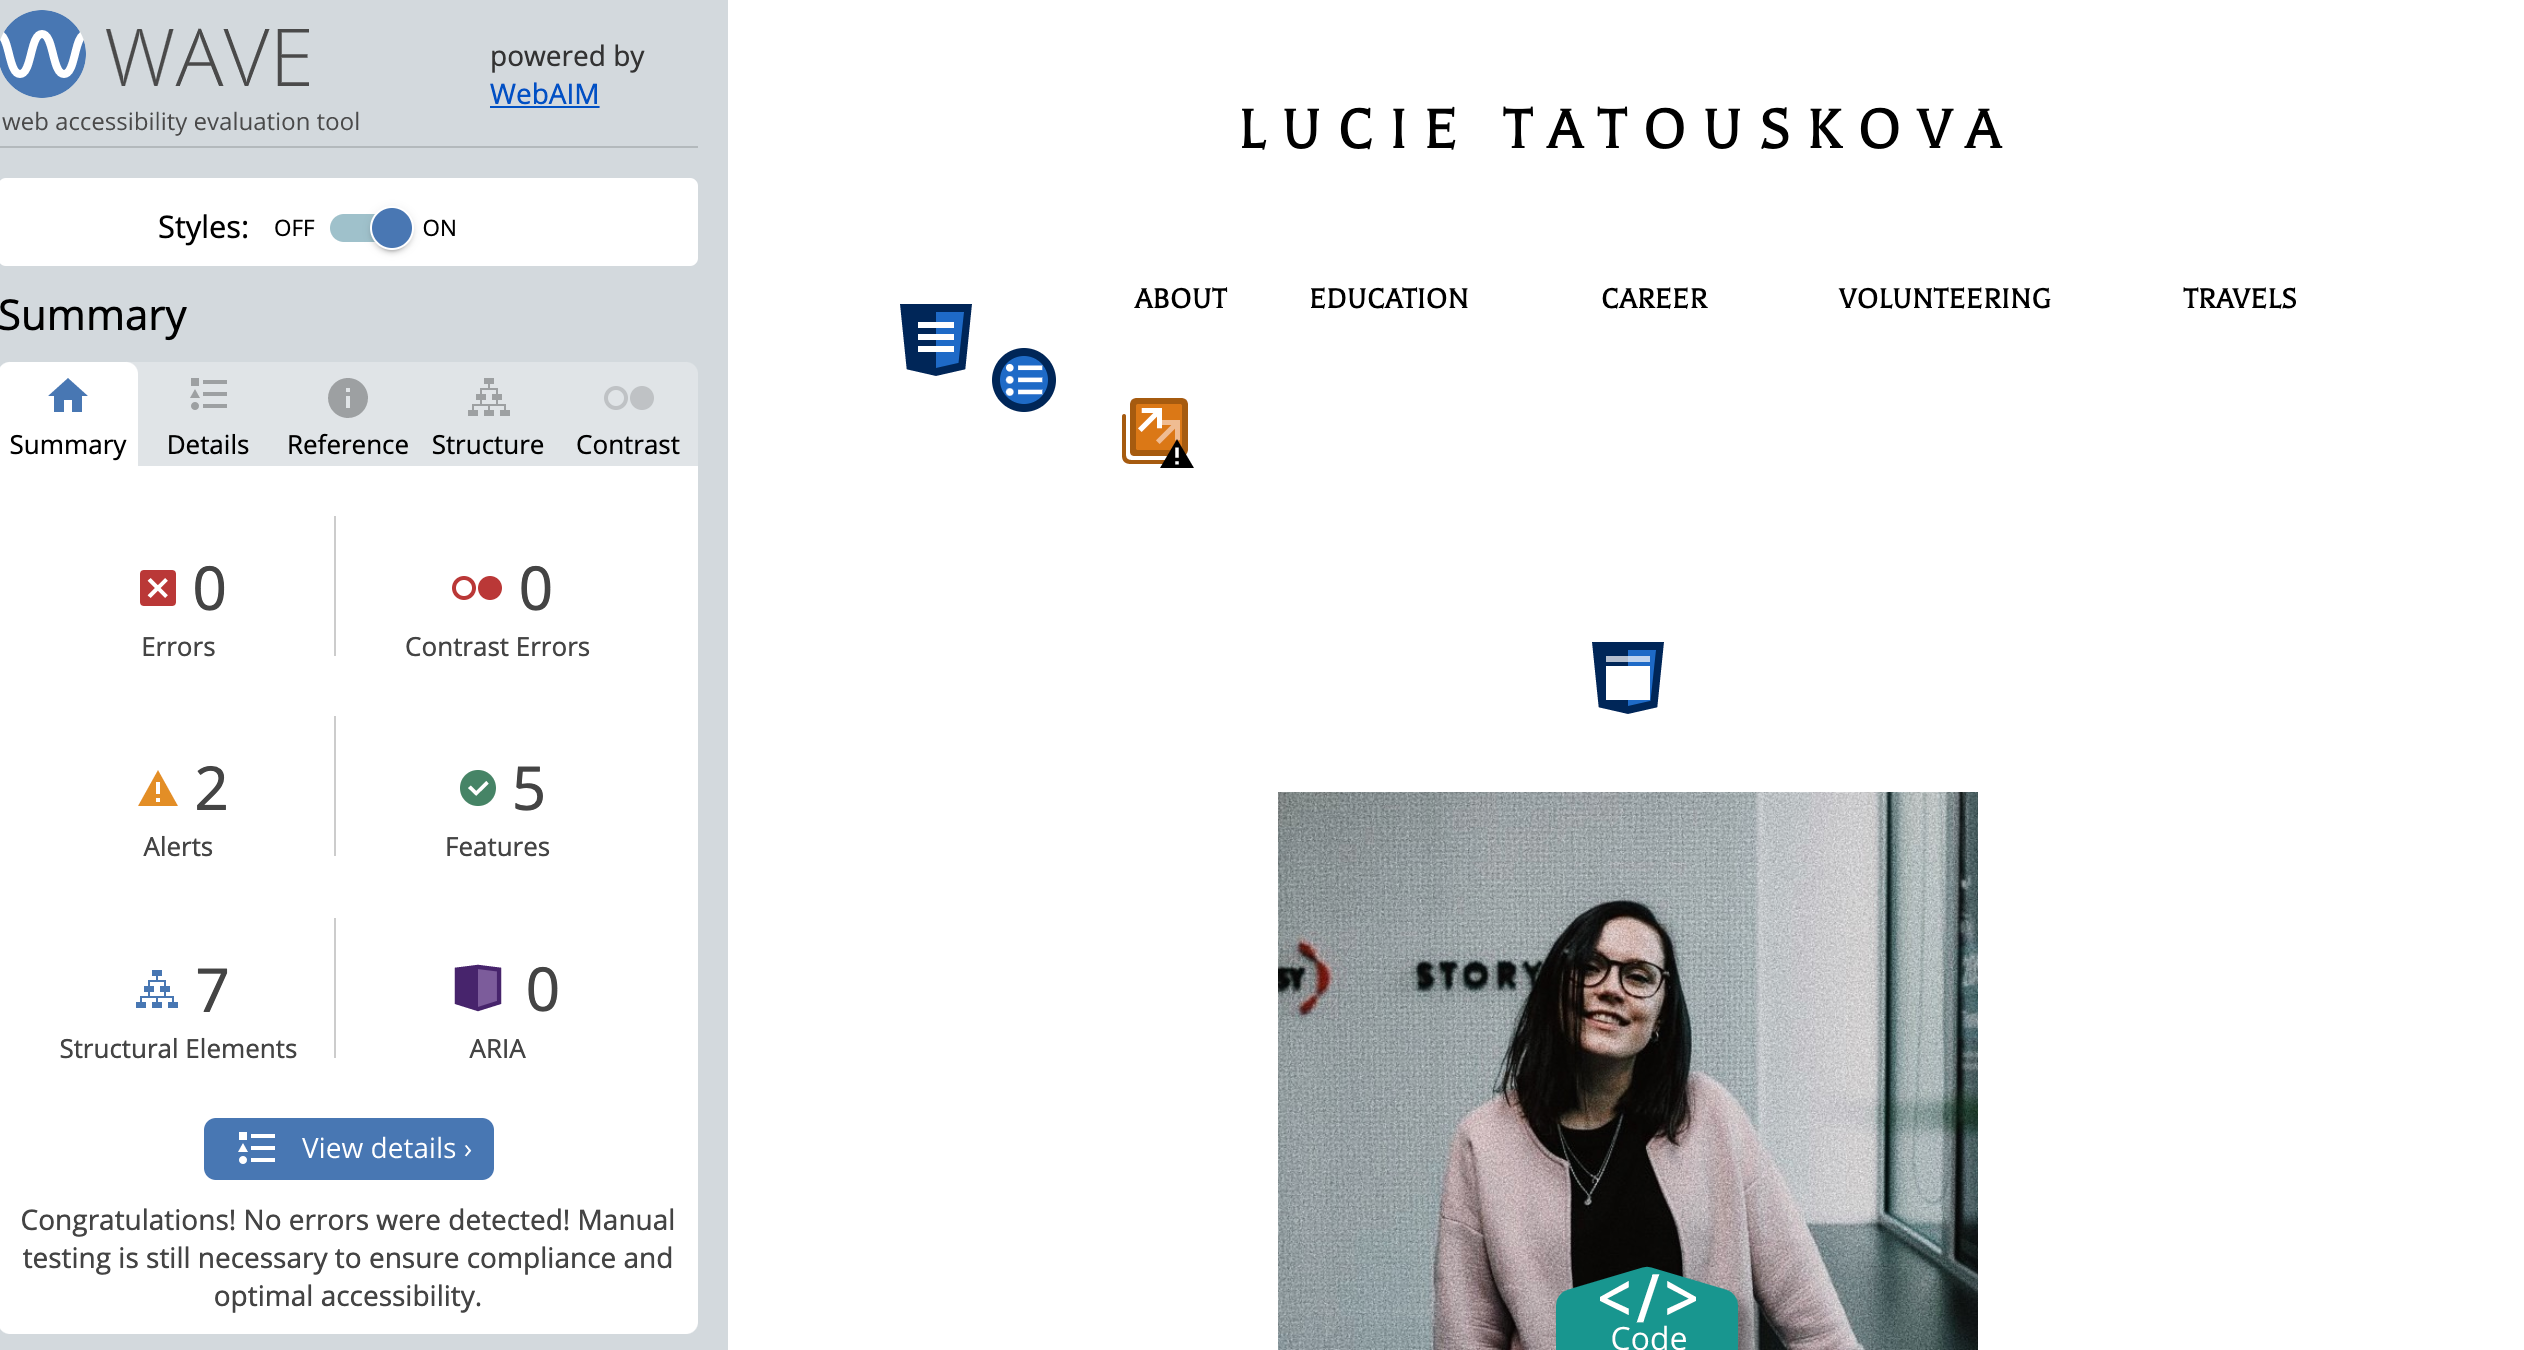 WAVE
powered by
WebAIM
web accessibility evaluation tool
Styles: OFF ON
Summary
Summary Details Reference Structure Contrast
0 0
Errors Contrast Errors
2 5
Alerts Features
7 0
Structural Elements ARIA
View details ›
Congratulations! No errors were detected! Manual
testing is still necessary to ensure compliance and
optimal accessibility.
LUCIE TATOUSKOVA
ABOUT EDUCATION CAREER VOLUNTEERING TRAVELS
STORY
</> 
Code